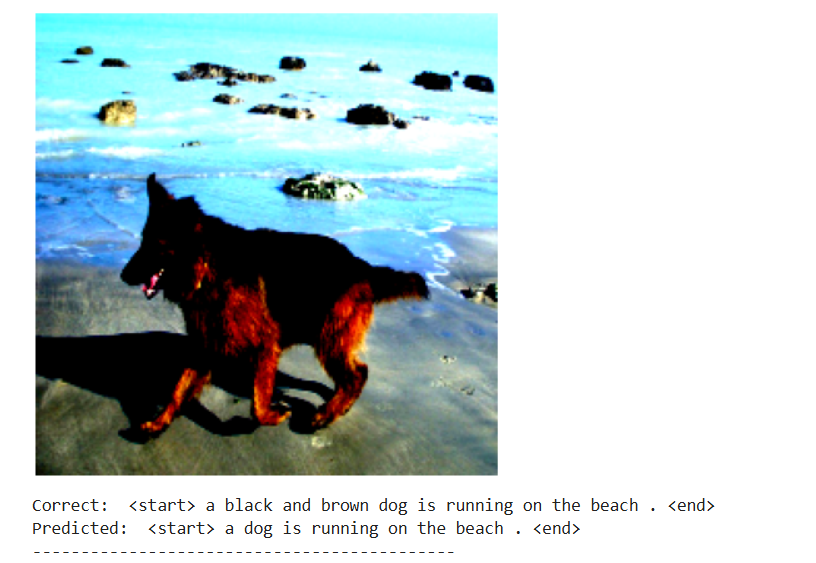 Correct:  <start> a black and brown dog is running on the beach . <end>
Predicted:  <start> a dog is running on the beach . <end>
--------------------------------------------